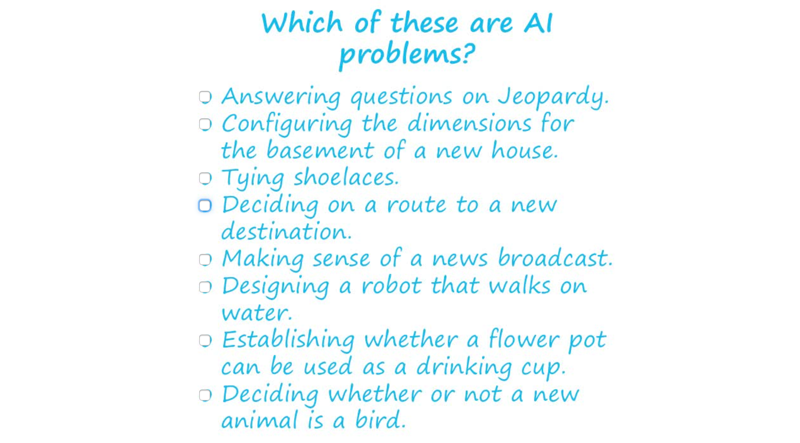 Which of these are AI
problems?
Answering questions on Jeopardy.
Configuring the dimensions for
the basement of a new house.
Tying shoelaces.
Deciding on a route to a new
destination.
Making sense of a news broadcast.
Designing a robot that walks on
water.
Establishing whether a flower pot
can be used as a drinking cup.
Deciding whether or not a new
animal is a bird.